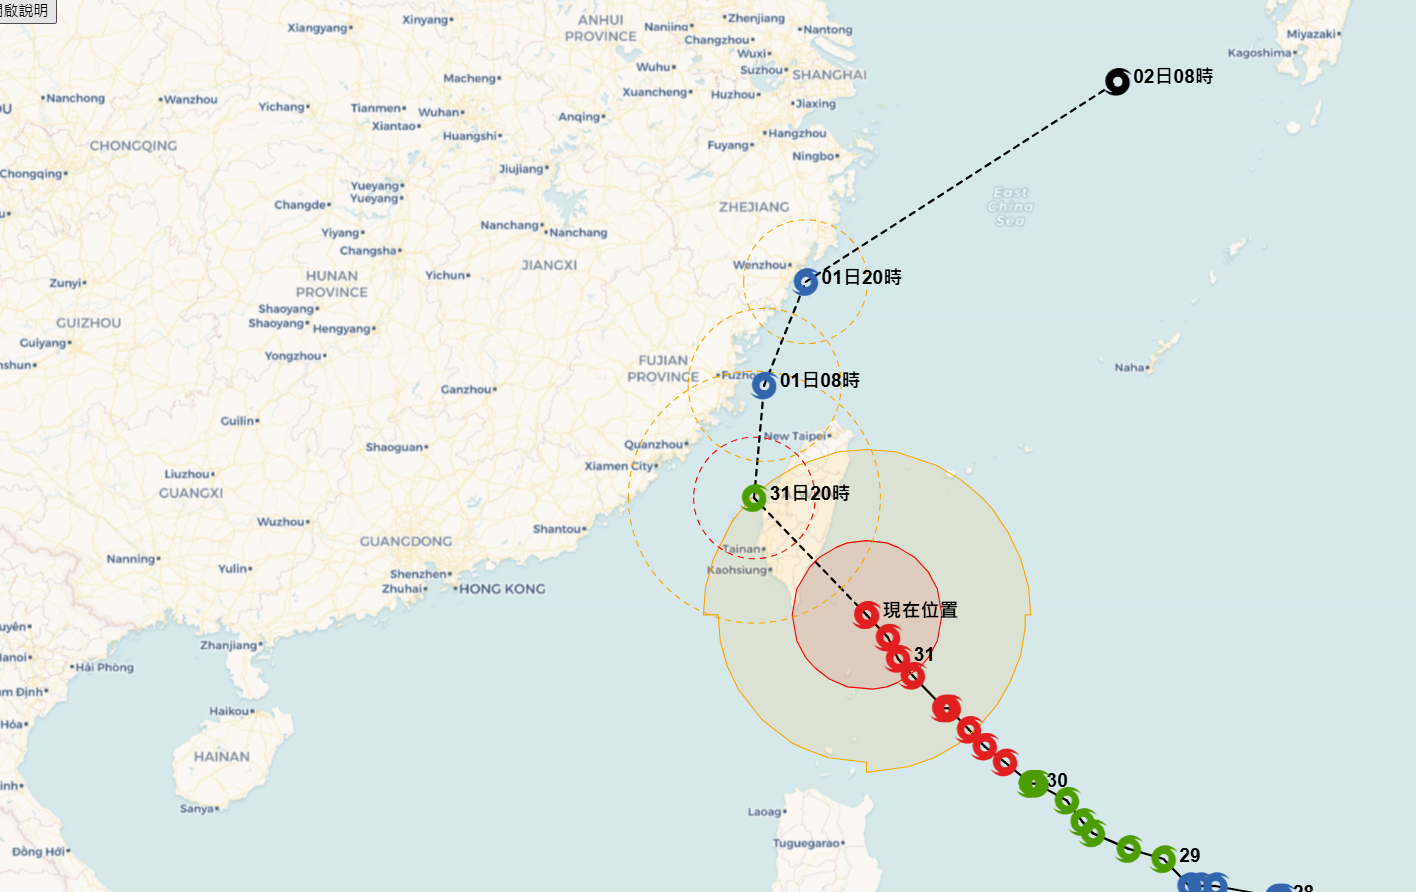 開啟說明
Xiangyang
Xinyang
ANHUI
PROVINCE
Nanjing
Zhenjiang
Nantong
Changzhou
Wuxi
Suzhou
SHANGHAI
Miyazaki
Kagoshima
02日08時
Macheng
Wuhu
Xuancheng
Huzhou
Jiaxing
Nanchong
Wanzhou
Yichang
Tianmen
Wuhan
Xiantao
Huangshi
Anqing
Hangzhou
Fuyang
Ningbo
CHONGQING
Chongqing
Jiujiang
Yueyang
Yueyang
Changde
Yiyang
Changsha
Nanchang
Nanchang
ZHEJIANG
East
China
Sea
Zunyi
HUNAN
PROVINCE
Yichun
JIANGXI
Wenzhou
01日20時
Shaoyang
Shaoyang
Hengyang
GUIZHOU
Guiyang
Yongzhou
FUJIAN
PROVINCE
Fuzhou
01日08時
Naha
Ganzhou
Guilin
Shaoguan
Quanzhou
New Taipei
Xiamen City
Liuzhou
GUANGXI
31日20時
Wuzhou
Shantou
GUANGDONG
Tainan
Kaohsiung
Nanning
Yulin
Shenzhen
Zhuhai
HONG KONG
現在位置
Zhanjiang
31
Hải Phòng
Haikou
HAINAN
Sanya
30
Laoag
Tuguegarao
Đồng Hới
29
28